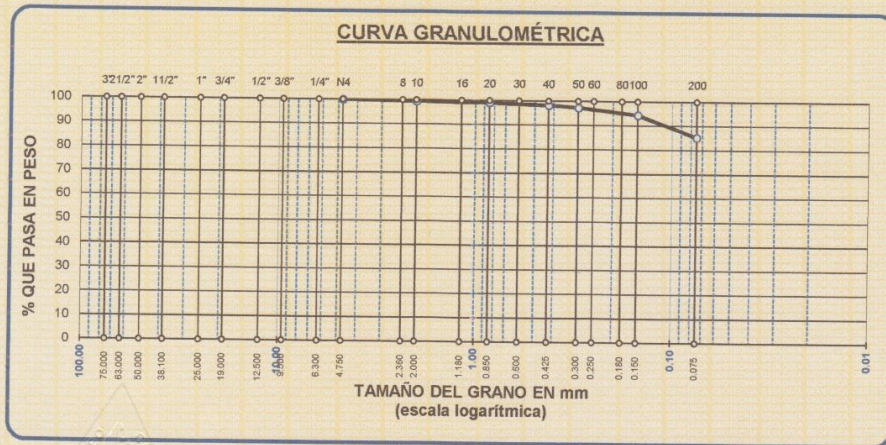 CURVA GRANULOMÉTRICA
3" 21/2" 2" 11/2" 1" 3/4" 1/2" 3/8" 1/4" N4 8 10 16 20 30 40 50 60 80 100 200
% QUE PASA EN PESO
100
90
80
70
60
50
40
30
20
10
0
100.00 75.000 63.000 50.000 38.100 25.000 19.000 12.500 10.00 6.300 4.750 2.360 2.000 1.180 1.00 0.850 0.600 0.425 0.300 0.250 0.180 0.150 0.10 0.075 0.01
TAMAÑO DEL GRANO EN mm
(escala logarítmica)